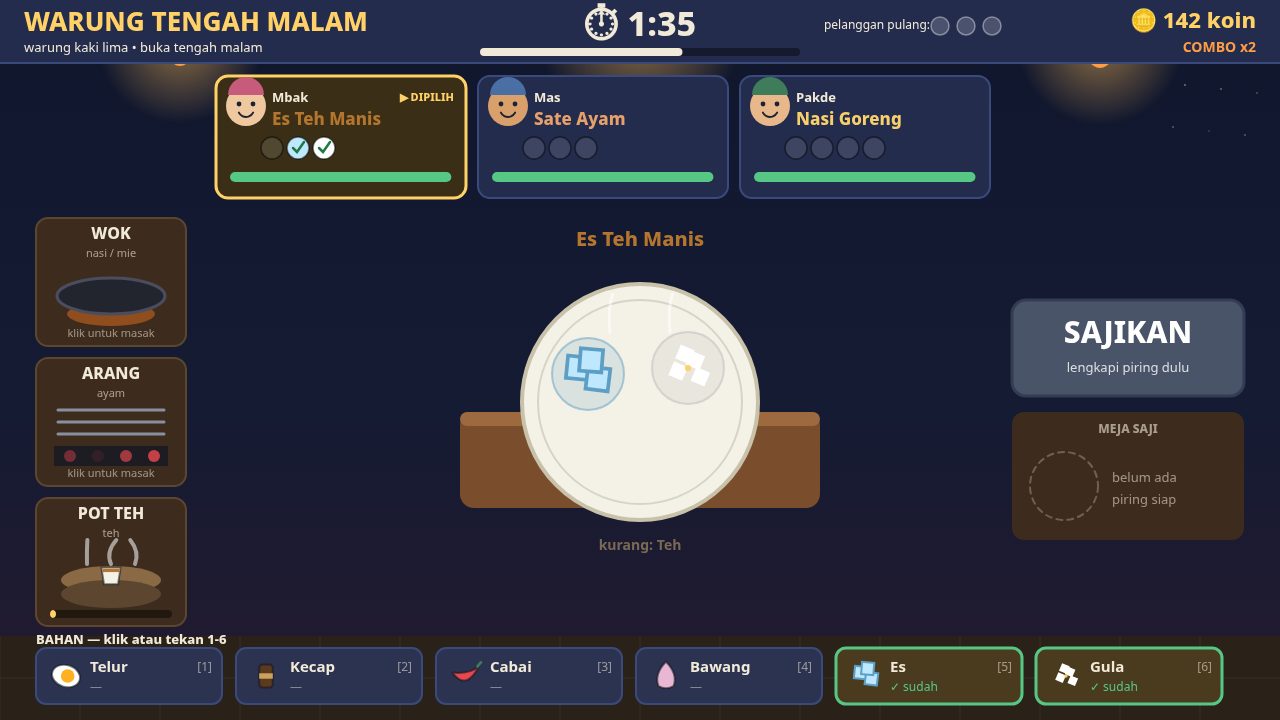 WARUNG TENGAH MALAM
warung kaki lima • buka tengah malam
1:35
pelanggan pulang:
142 koin
COMBO x2
Mbak
▶ DIPILIH
Es Teh Manis
Mas
Sate Ayam
Pakde
Nasi Goreng
WOK
nasi / mie
klik untuk masak
ARANG
ayam
klik untuk masak
POT TEH
teh
Es Teh Manis
kurang: Teh
SAJIKAN
lengkapi piring dulu
MEJA SAJI
belum ada
piring siap
BAHAN — klik atau tekan 1-6
Telur [1]
—
Kecap [2]
—
Cabai [3]
—
Bawang [4]
—
Es [5]
✓ sudah
Gula [6]
✓ sudah